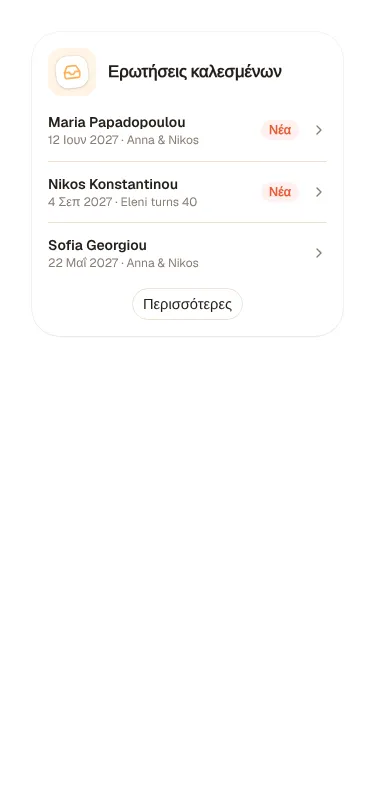 Ερωτήσεις καλεσμένων
Maria Papadopoulou
12 Ιουν 2027 · Anna & Nikos
Νέα
Nikos Konstantinou
4 Σεπ 2027 · Eleni turns 40
Νέα
Sofia Georgiou
22 Μαΐ 2027 · Anna & Nikos
Περισσότερες